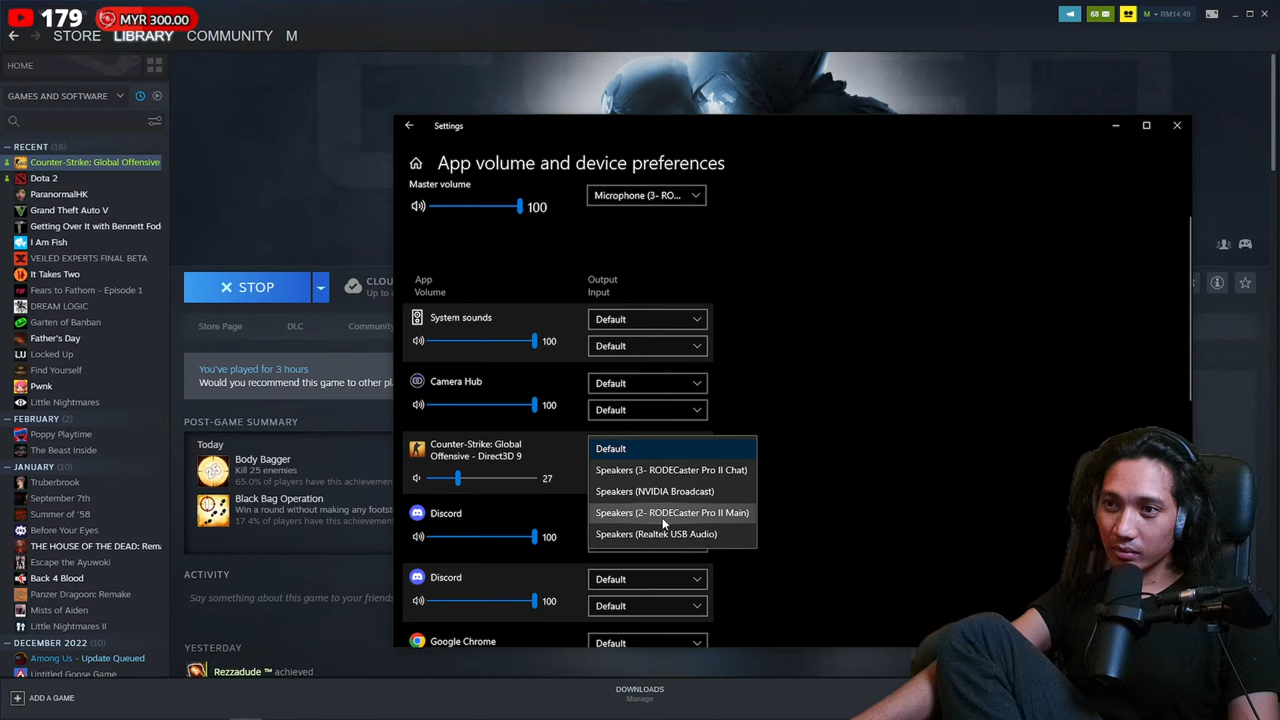 179
MYR 300.00
68
M
RM14.49
STORE
LIBRARY
COMMUNITY
M
HOME
GAMES AND SOFTWARE
RECENT (16)
Counter-Strike: Global Offensive
Dota 2
ParanormalHK
Grand Theft Auto V
Getting Over It with Bennett Fod
I Am Fish
VEILED EXPERTS FINAL BETA
It Takes Two
Fears to Fathom - Episode 1
DREAM LOGIC
Garten of Banban
Father's Day
Locked Up
Find Yourself
Pwnk
Little Nightmares
FEBRUARY (2)
Poppy Playtime
The Beast Inside
JANUARY (10)
Truberbrook
September 7th
Summer of '58
Before Your Eyes
THE HOUSE OF THE DEAD: Rema
Escape the Ayuwoki
Back 4 Blood
Panzer Dragoon: Remake
Mists of Aiden
Little Nightmares II
DECEMBER 2022 (10)
Among Us - Update Queued
Untitled Goose Game
ADD A GAME
STOP
CLOU
Up to
Store Page
DLC
Communit
You've played for 3 hours
Would you recommend this game to other pl
POST-GAME SUMMARY
Today
Body Bagger
Kill 25 enemies
65.0% of players have this achievemen
Black Bag Operation
Win a round without making any footst
17.4% of players have this achievemen
ACTIVITY
Say something about this game to your friends
YESTERDAY
Rezzadude ™ achieved
DOWNLOADS
Manage
Settings
App volume and device preferences
Master volume
100
Microphone (3- RO...
App
Volume
Output
Input
System sounds
100
Default
Default
Camera Hub
100
Default
Default
Counter-Strike: Global
Offensive - Direct3D 9
27
Default
Speakers (3- RODECaster Pro II Chat)
Speakers (NVIDIA Broadcast)
Speakers (2- RODECaster Pro II Main)
Speakers (Realtek USB Audio)
Discord
100
Discord
100
Default
Default
Google Chrome
Default